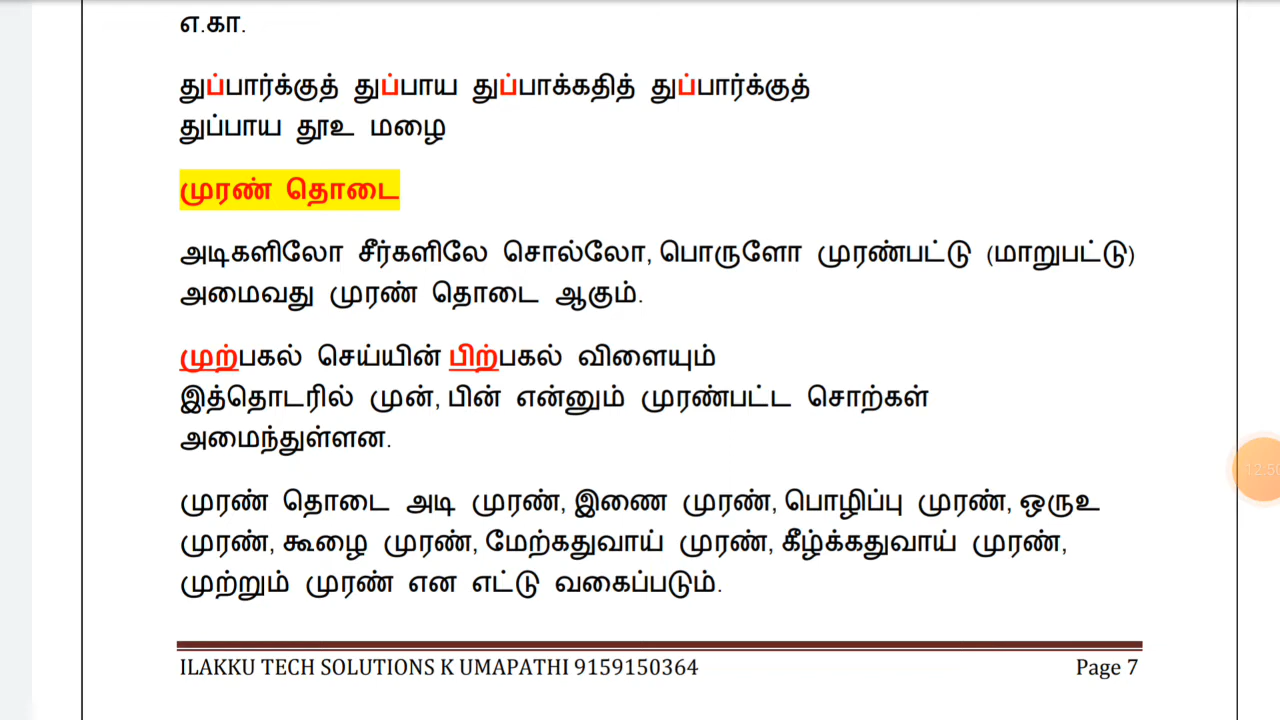 எ.கா.
துப்பார்க்குத் துப்பாய துப்பாக்கதித் துப்பார்க்குத்
துப்பாய தூஉ மழை
முரண் தொடை
அடிகளிலோ சீர்களிலே சொல்லோ, பொருளோ முரண்பட்டு (மாறுபட்டு)
அமைவது முரண் தொடை ஆகும்.
முற்பகல் செய்யின் பிற்பகல் விளையும்
இத்தொடரில் முன், பின் என்னும் முரண்பட்ட சொற்கள்
அமைந்துள்ளன.
முரண் தொடை அடி முரண், இணை முரண், பொழிப்பு முரண், ஒருஉ
முரண், கூழை முரண், மேற்கதுவாய் முரண், கீழ்க்கதுவாய் முரண்,
முற்றும் முரண் என எட்டு வகைப்படும்.
ILAKKU TECH SOLUTIONS K UMAPATHI 9159150364 Page 7